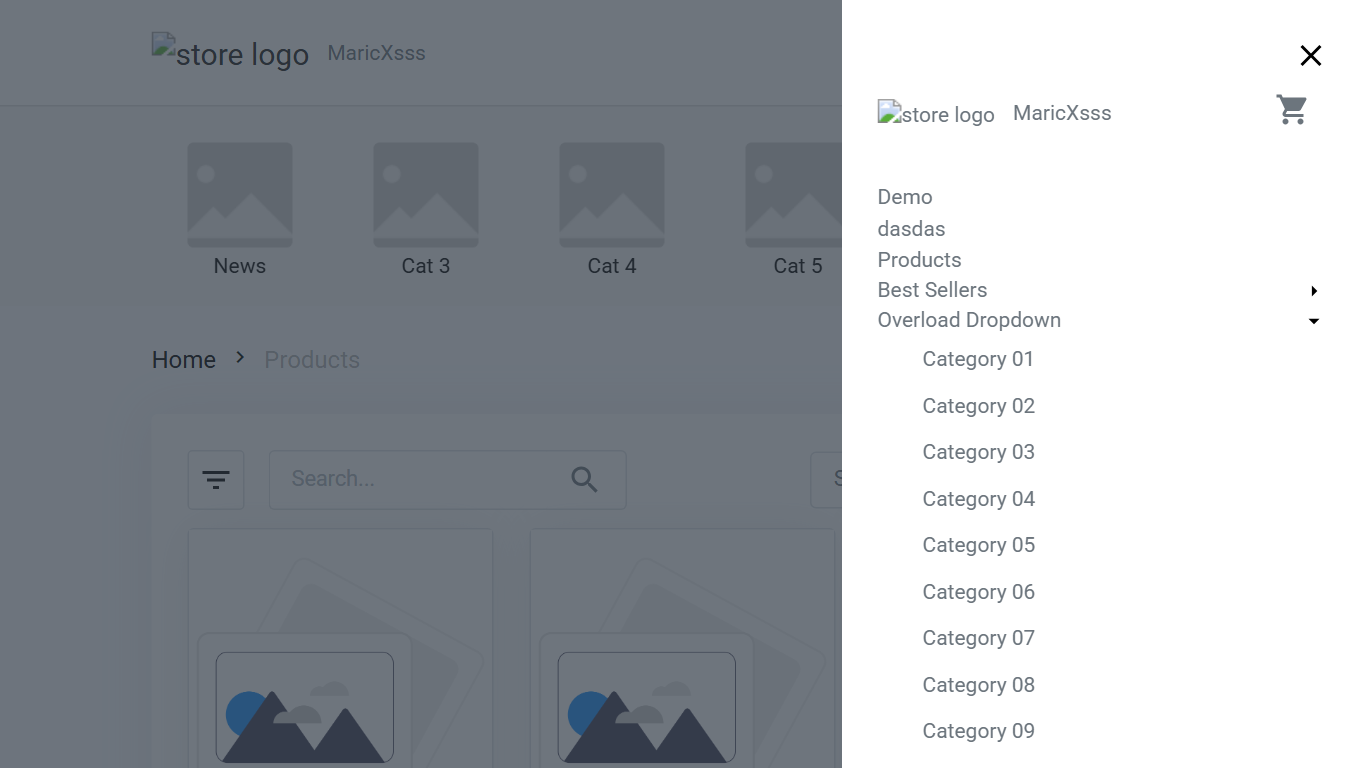 store logo MaricXsss
News Cat 3 Cat 4 Cat 5
Home Products
Search...
store logo MaricXsss
Demo
dasdas
Products
Best Sellers
Overload Dropdown
Category 01
Category 02
Category 03
Category 04
Category 05
Category 06
Category 07
Category 08
Category 09